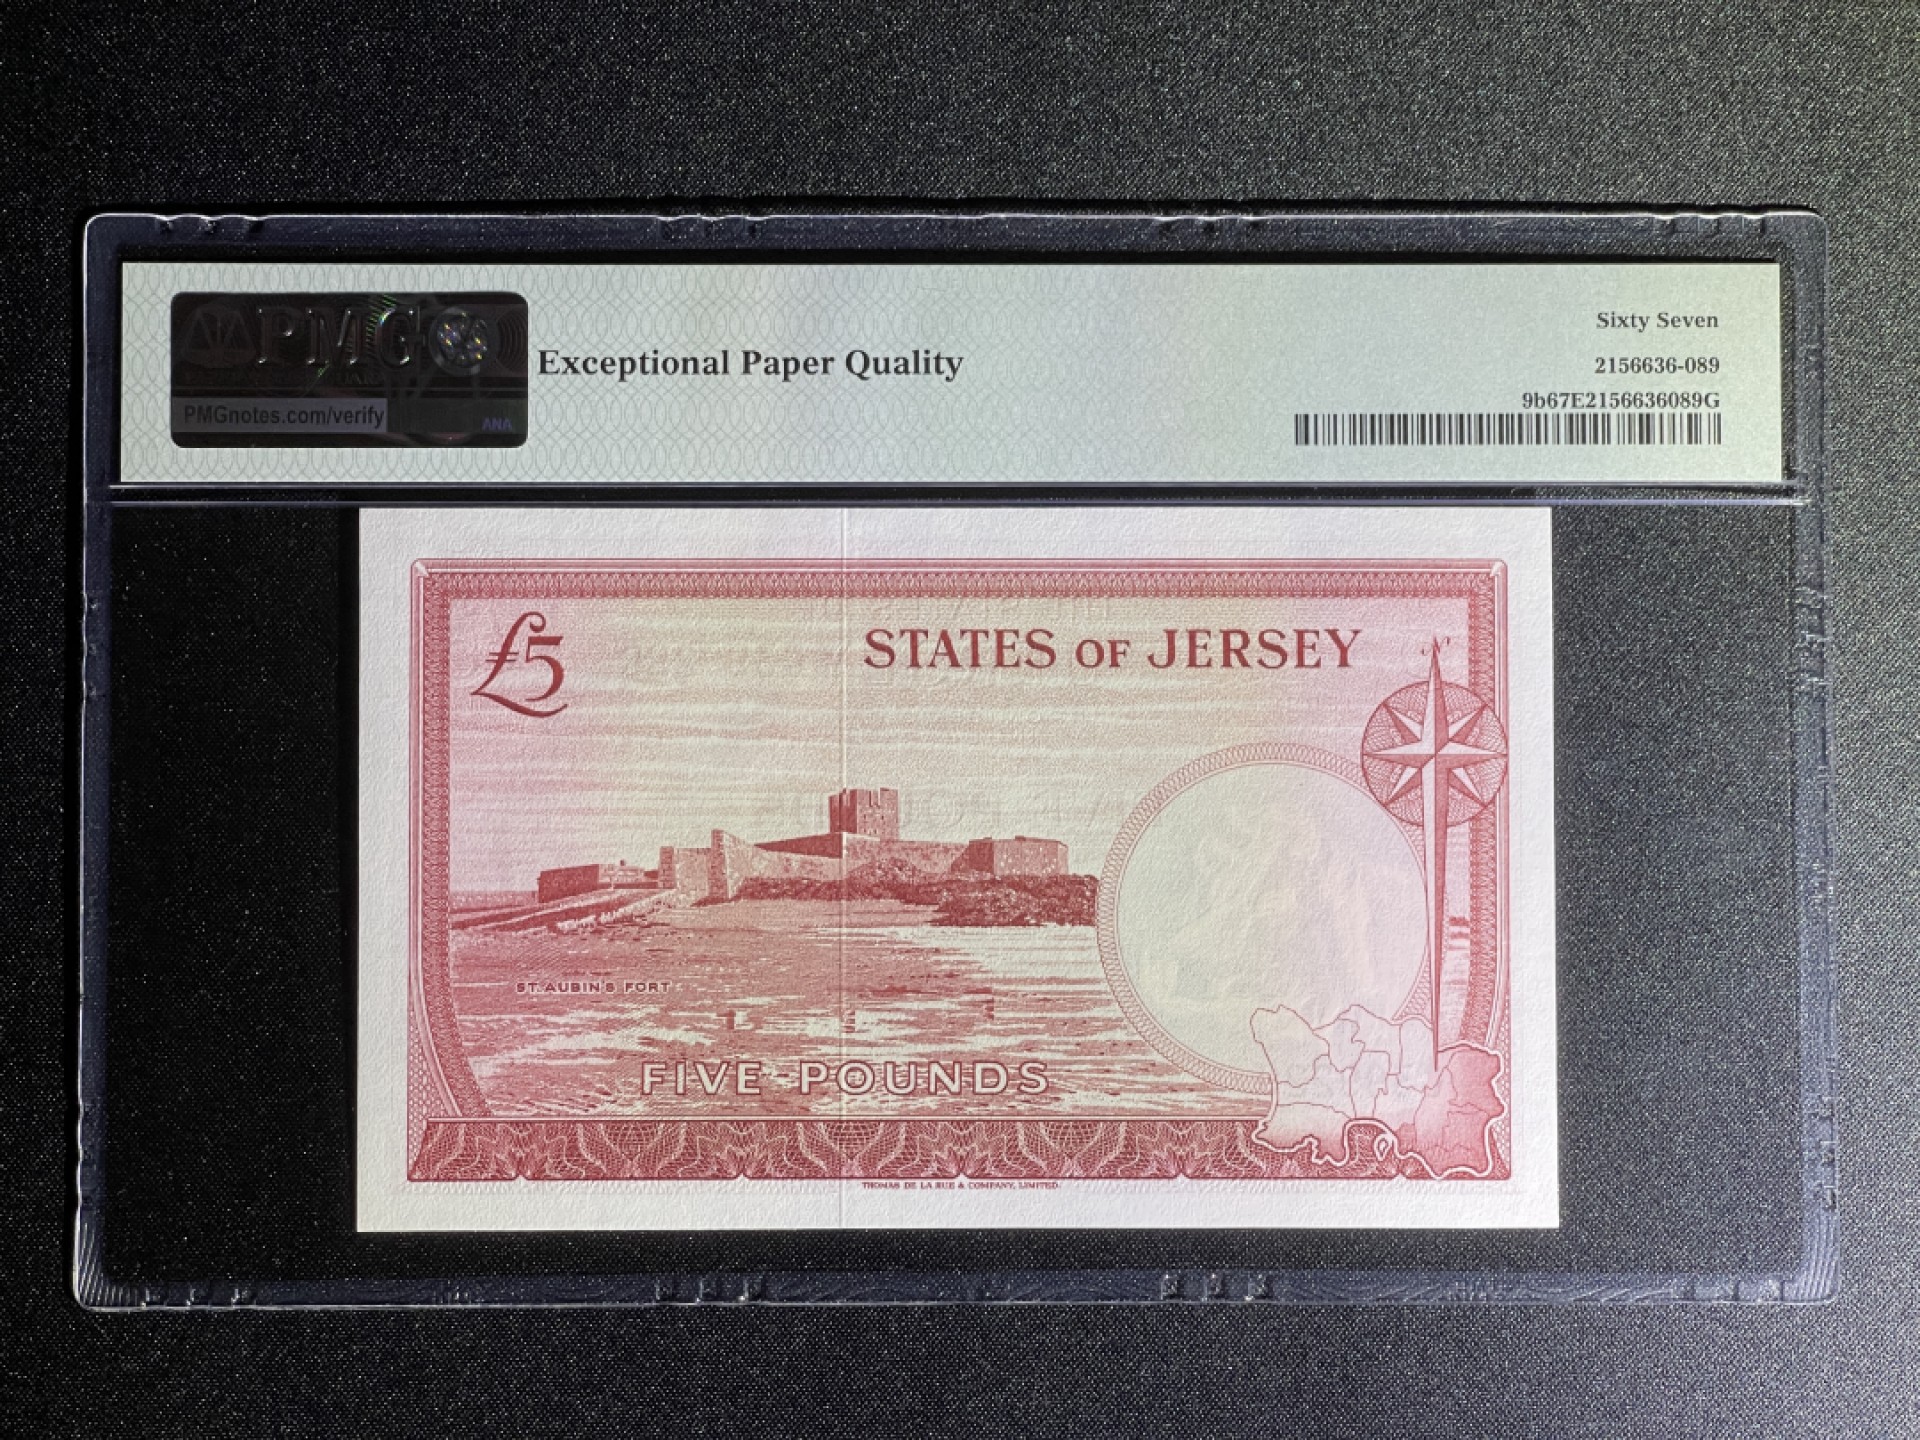 PMG
PMGnotes.com/verify
ANA
Exceptional Paper Quality
Sixty Seven
2156636-089
9b67E2156636089G
£5
STATES OF JERSEY
N
ST. AUBIN'S FORT
FIVE POUNDS
THOMAS DE LA RUE & COMPANY, LIMITED.